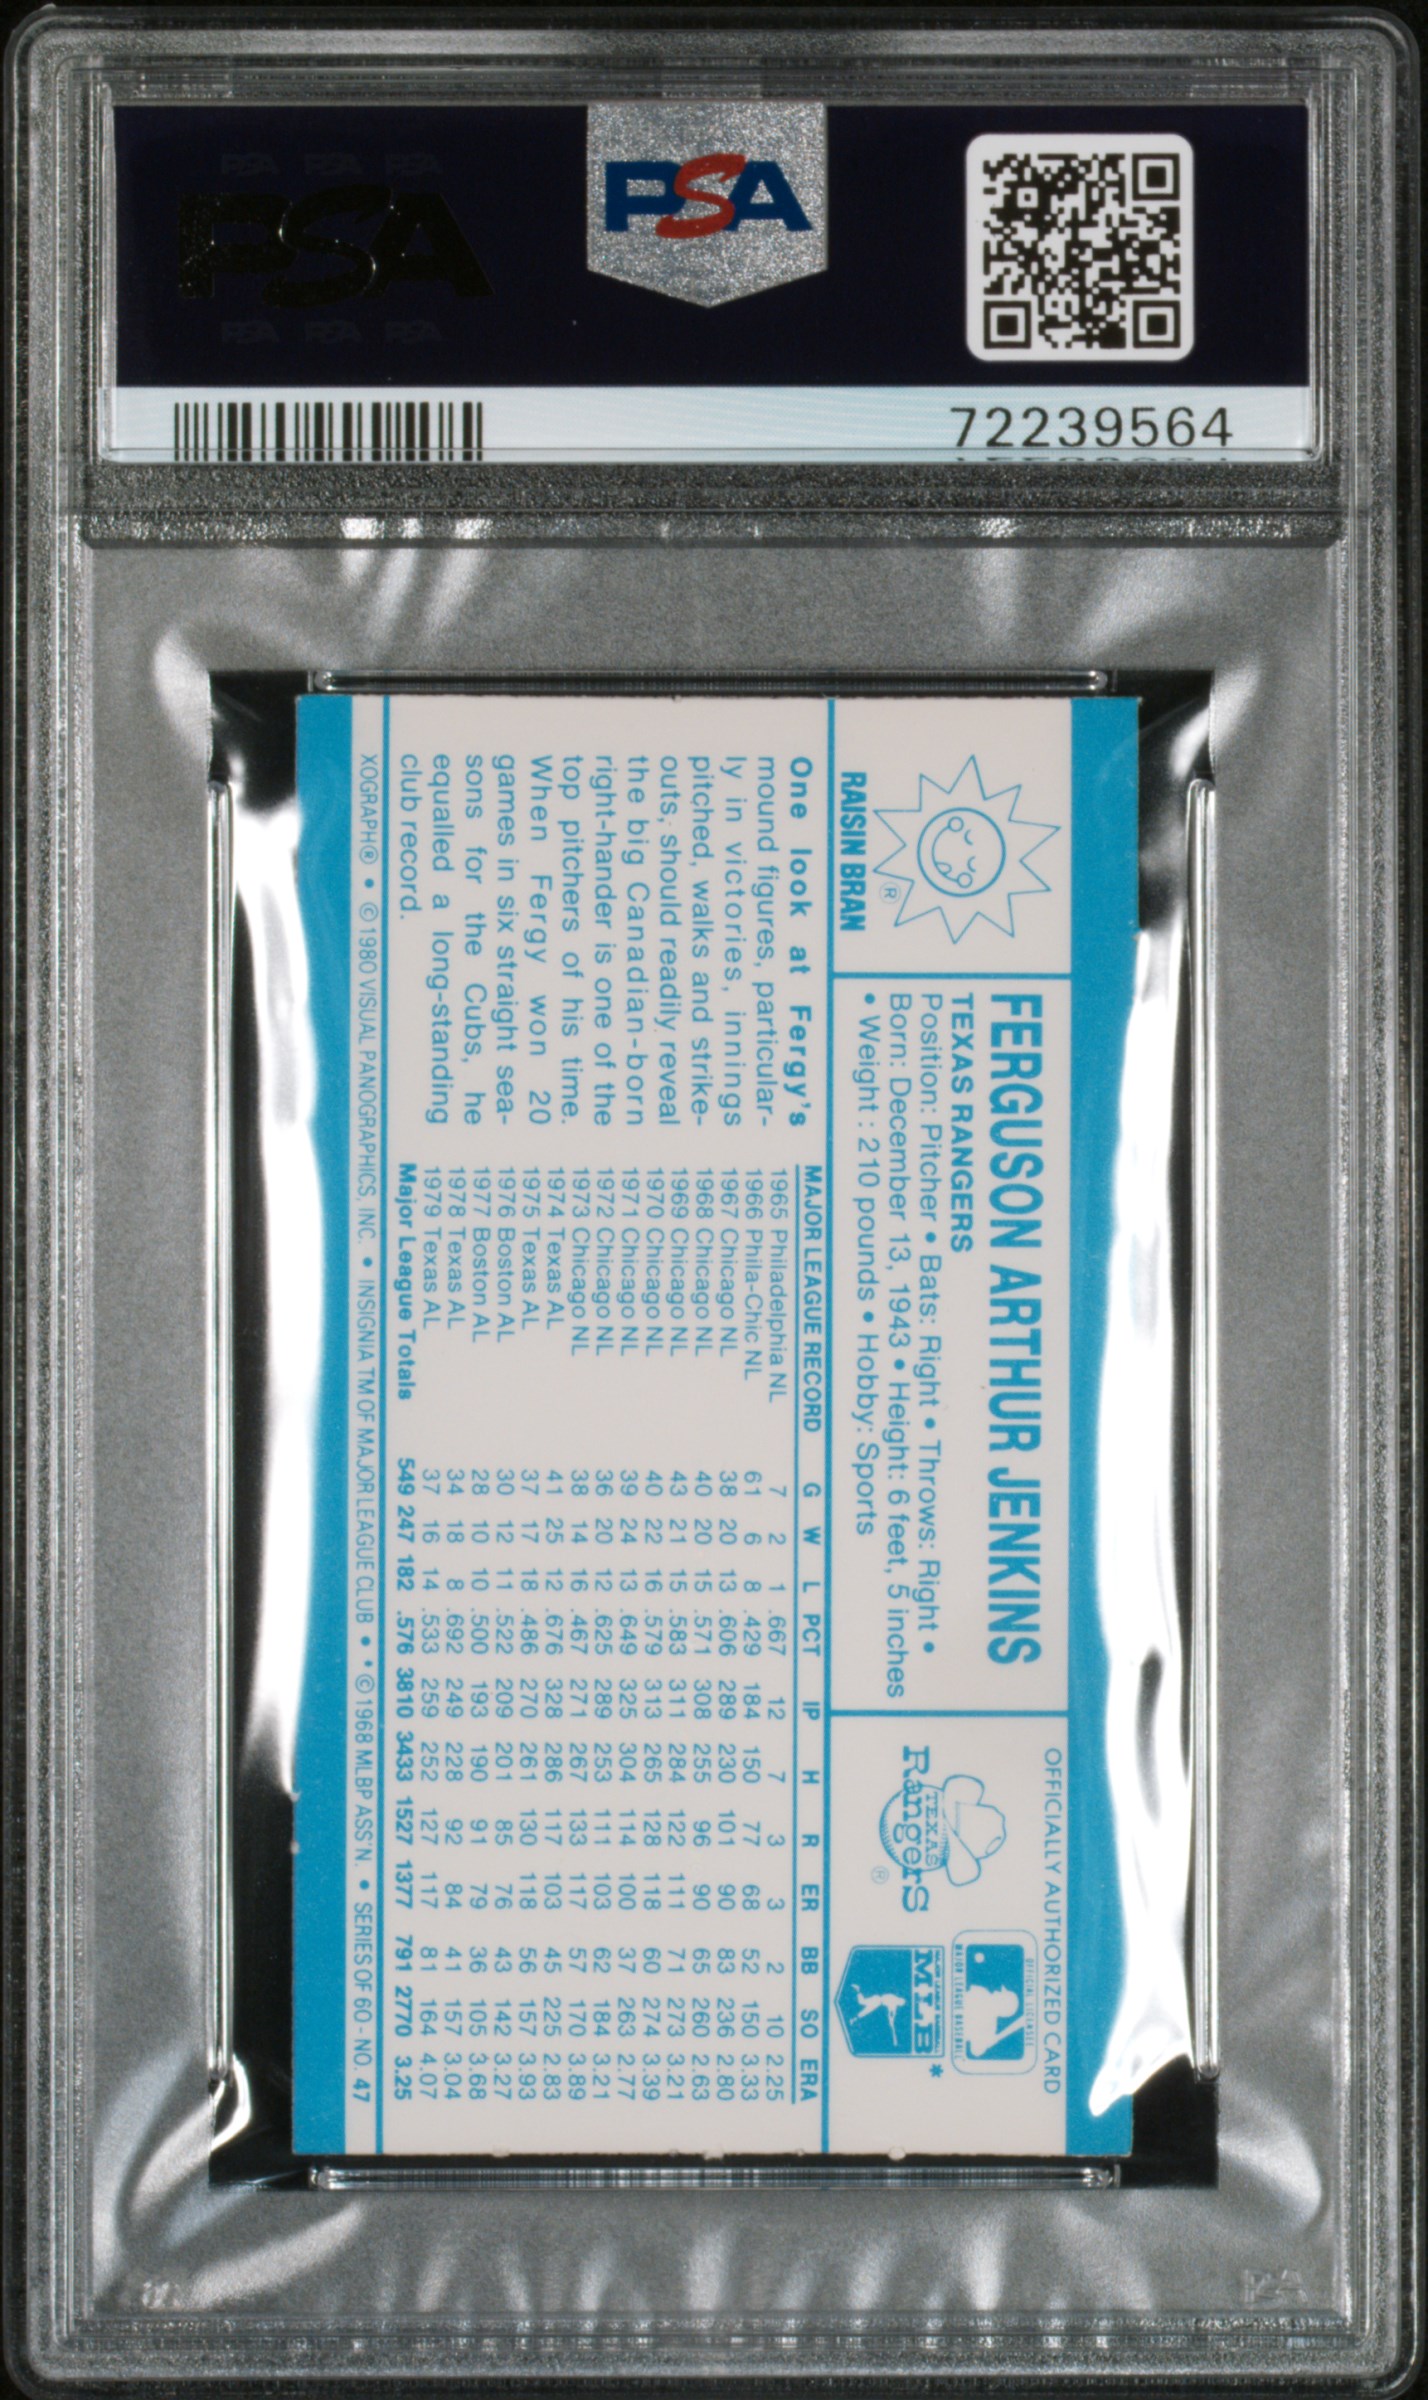 PSA
PSA PSA PSA
PSA
PSA PSA PSA
72239564
RAISIN BRAN ®
FERGUSON ARTHUR JENKINS
TEXAS RANGERS
Position: Pitcher • Bats: Right • Throws: Right •
Born: December 13, 1943 • Height: 6 feet, 5 inches
• Weight: 210 pounds • Hobby: Sports
OFFICIALLY AUTHORIZED CARD
TEXAS
Rangers ®
OFFICIAL LICENSEE
MAJOR LEAGUE BASEBALL
MAJOR LEAGUE BASEBALL
MLB *
One look at Fergy's
mound figures, particular-
ly in victories, innings
pitched, walks and strike-
outs, should readily reveal
the big Canadian-born
right-hander is one of the
top pitchers of his time.
When Fergy won 20
games in six straight sea-
sons for the Cubs, he
equalled a long-standing
club record.
MAJOR LEAGUE RECORD G W L PCT IP H R ER BB SO ERA
1965 Philadelphia NL 7 2 1 .667 12 7 3 3 2 10 2.25
1966 Phila-Chic NL 61 6 8 .429 184 150 77 68 52 150 3.33
1967 Chicago NL 38 20 13 .606 289 230 101 90 83 236 2.80
1968 Chicago NL 40 20 15 .571 308 255 96 90 65 260 2.63
1969 Chicago NL 43 21 15 .583 311 284 122 111 71 273 3.21
1970 Chicago NL 40 22 16 .579 313 265 128 118 60 274 3.39
1971 Chicago NL 39 24 13 .649 325 304 114 100 37 263 2.77
1972 Chicago NL 36 20 12 .625 289 253 111 103 62 184 3.21
1973 Chicago NL 38 14 16 .467 271 267 133 117 57 170 3.89
1974 Texas AL 41 25 12 .676 328 286 117 103 45 225 2.83
1975 Texas AL 37 17 18 .486 270 261 130 118 56 157 3.93
1976 Boston AL 30 12 11 .522 209 201 85 76 43 142 3.27
1977 Boston AL 28 10 10 .500 193 190 91 79 36 105 3.68
1978 Texas AL 34 18 8 .692 249 228 92 84 41 157 3.04
1979 Texas AL 37 16 14 .533 259 252 127 117 81 164 4.07
Major League Totals 549 247 182 .576 3810 3433 1527 1377 791 2770 3.25
XOGRAPH® • © 1980 VISUAL PANOGRAPHICS, INC. • INSIGNIA TM OF MAJOR LEAGUE CLUB • *©1968 MLBP ASS'N. • SERIES OF 60 - NO. 47
PSA